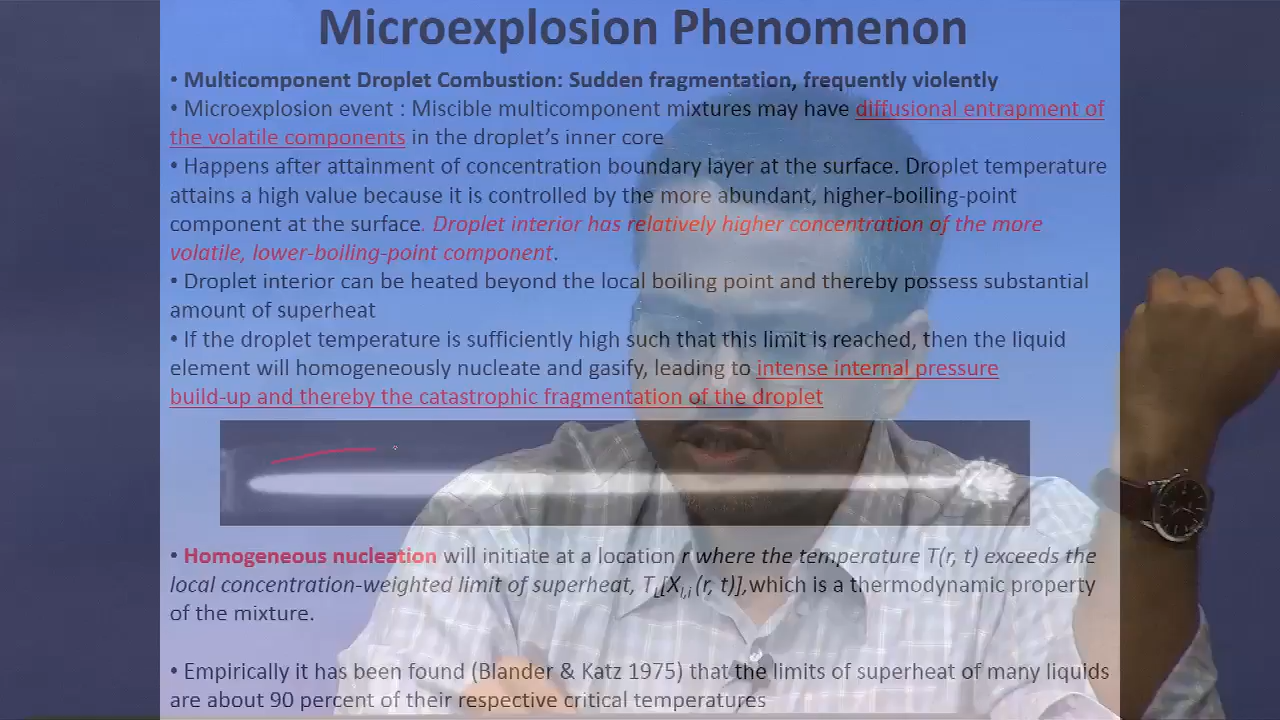 Microexplosion Phenomenon
• Multicomponent Droplet Combustion: Sudden fragmentation, frequently violently
• Microexplosion event : Miscible multicomponent mixtures may have diffusional entrapment of
the volatile components in the droplet's inner core
• Happens after attainment of concentration boundary layer at the surface. Droplet temperature
attains a high value because it is controlled by the more abundant, higher-boiling-point
component at the surface. Droplet interior has relatively higher concentration of the more
volatile, lower-boiling-point component.
• Droplet interior can be heated beyond the local boiling point and thereby possess substantial
amount of superheat
• If the droplet temperature is sufficiently high such that this limit is reached, then the liquid
element will homogeneously nucleate and gasify, leading to intense internal pressure
build-up and thereby the catastrophic fragmentation of the droplet
• Homogeneous nucleation will initiate at a location r where the temperature T(r, t) exceeds the
local concentration-weighted limit of superheat, TL[Xl,i (r, t)],which is a thermodynamic property
of the mixture.
• Empirically it has been found (Blander & Katz 1975) that the limits of superheat of many liquids
are about 90 percent of their respective critical temperatures